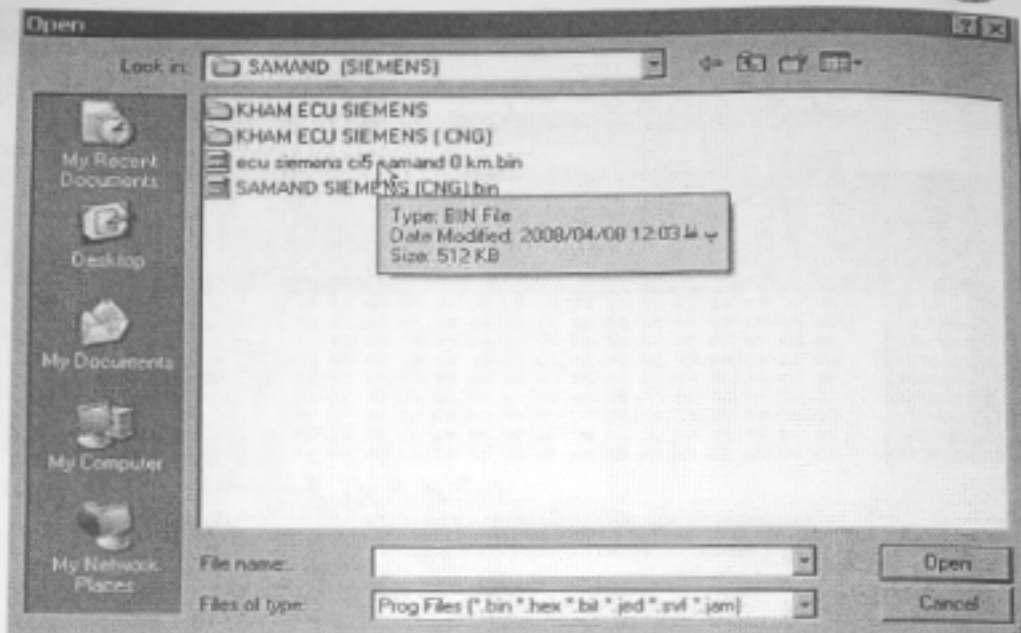 Open
Look in: SAMAND (SIEMENS)
KHAM ECU SIEMENS
KHAM ECU SIEMENS (CNG)
ecu siemens ci5 samand 0 km.bin
SAMAND SIEMENS (CNG).bin
Type: BIN File
Date Modified: 2008/04/08 12:03 ب ظ
Size: 512 KB
My Recent
Documents
Desktop
My Documents
My Computer
My Network
Places
File name:
Open
Files of type: Prog Files (*.bin *.hex *.bit *.jed *.svf *.jam)
Cancel